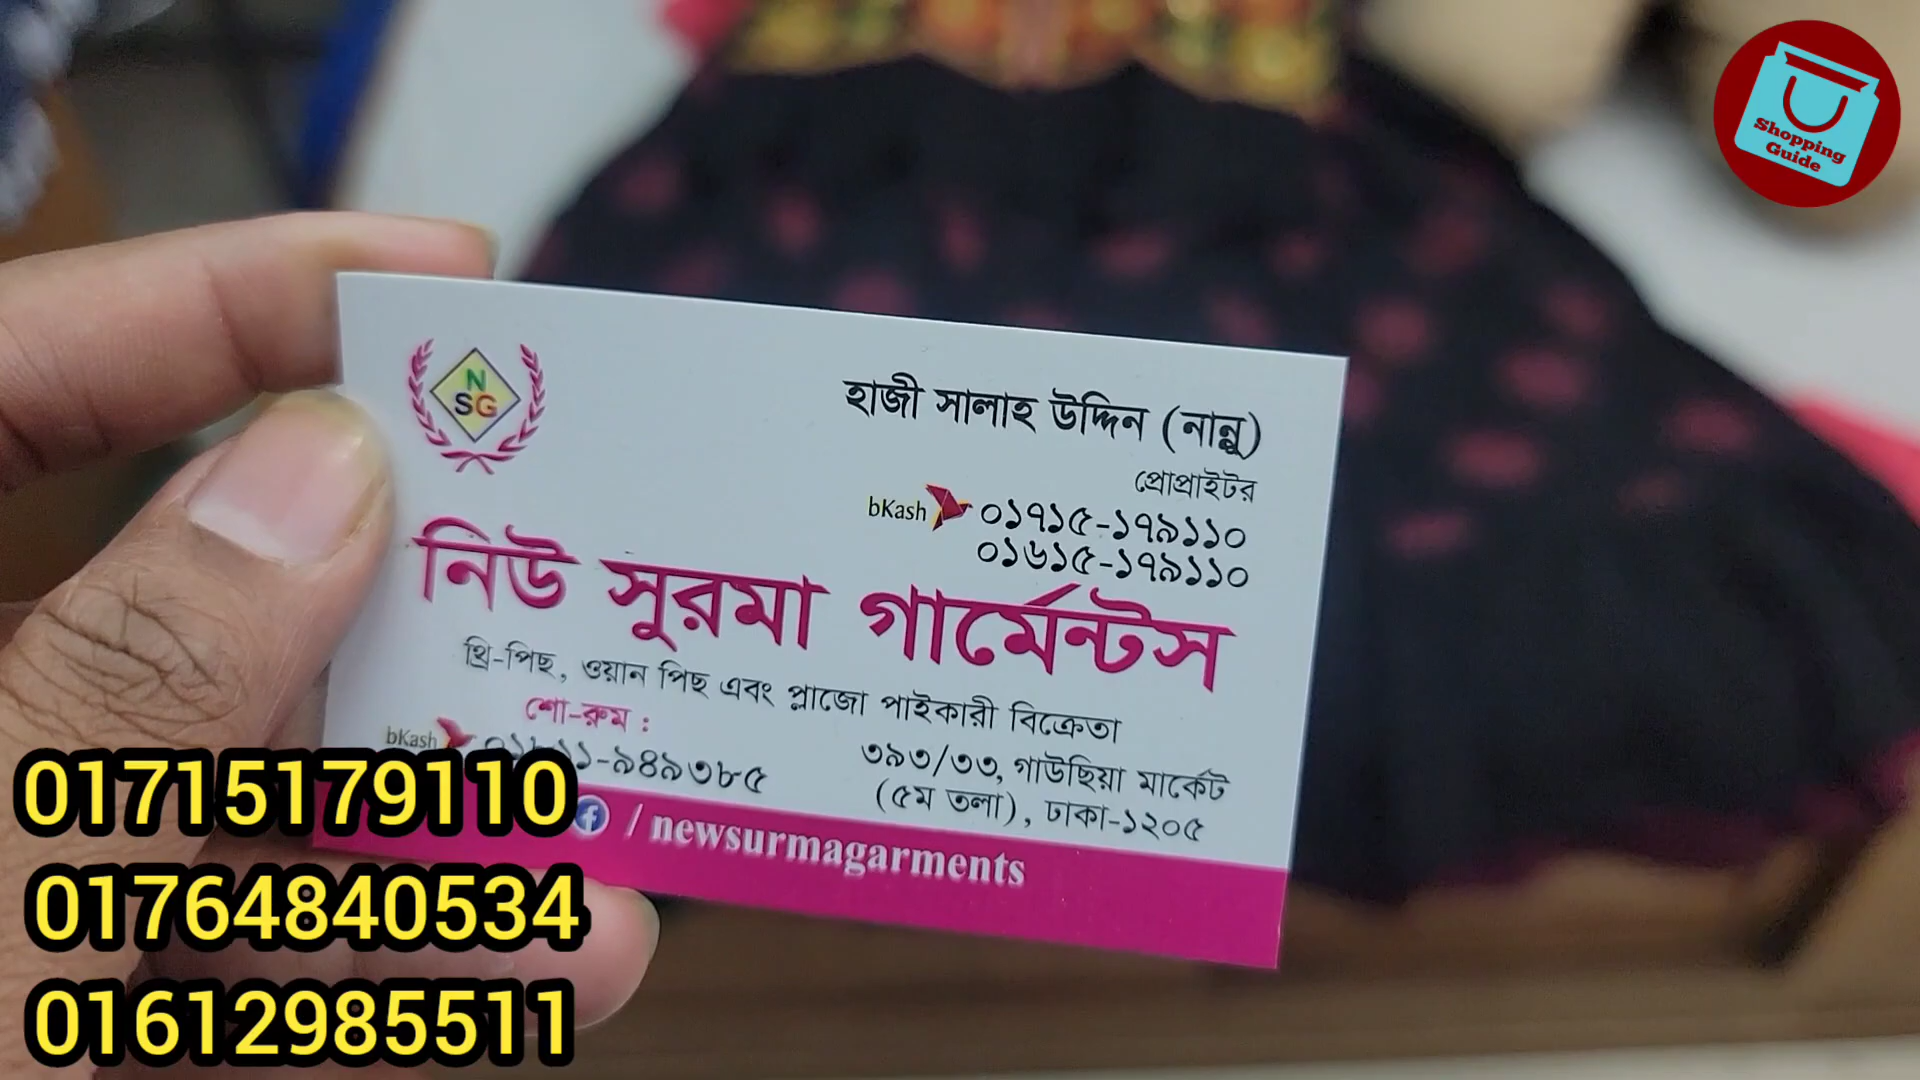 Shopping
Guide
N
SG
হাজী সালাহ উদ্দিন (নান্নু)
প্রোপ্রাইটর
bKash ০১৭১৫-১৭৯১১০
০১৬১৫-১৭৯১১০
নিউ সুরমা গার্মেন্টস
থ্রি-পিছ, ওয়ান পিছ এবং প্লাজো পাইকারী বিক্রেতা
শো-রুম :
bKash ০১৮১১-৯৪৯৩৮৫
৩৯৩/৩৩, গাউছিয়া মার্কেট
(৫ম তলা), ঢাকা-১২০৫
/ newsurmagarments
01715179110
01764840534
01612985511